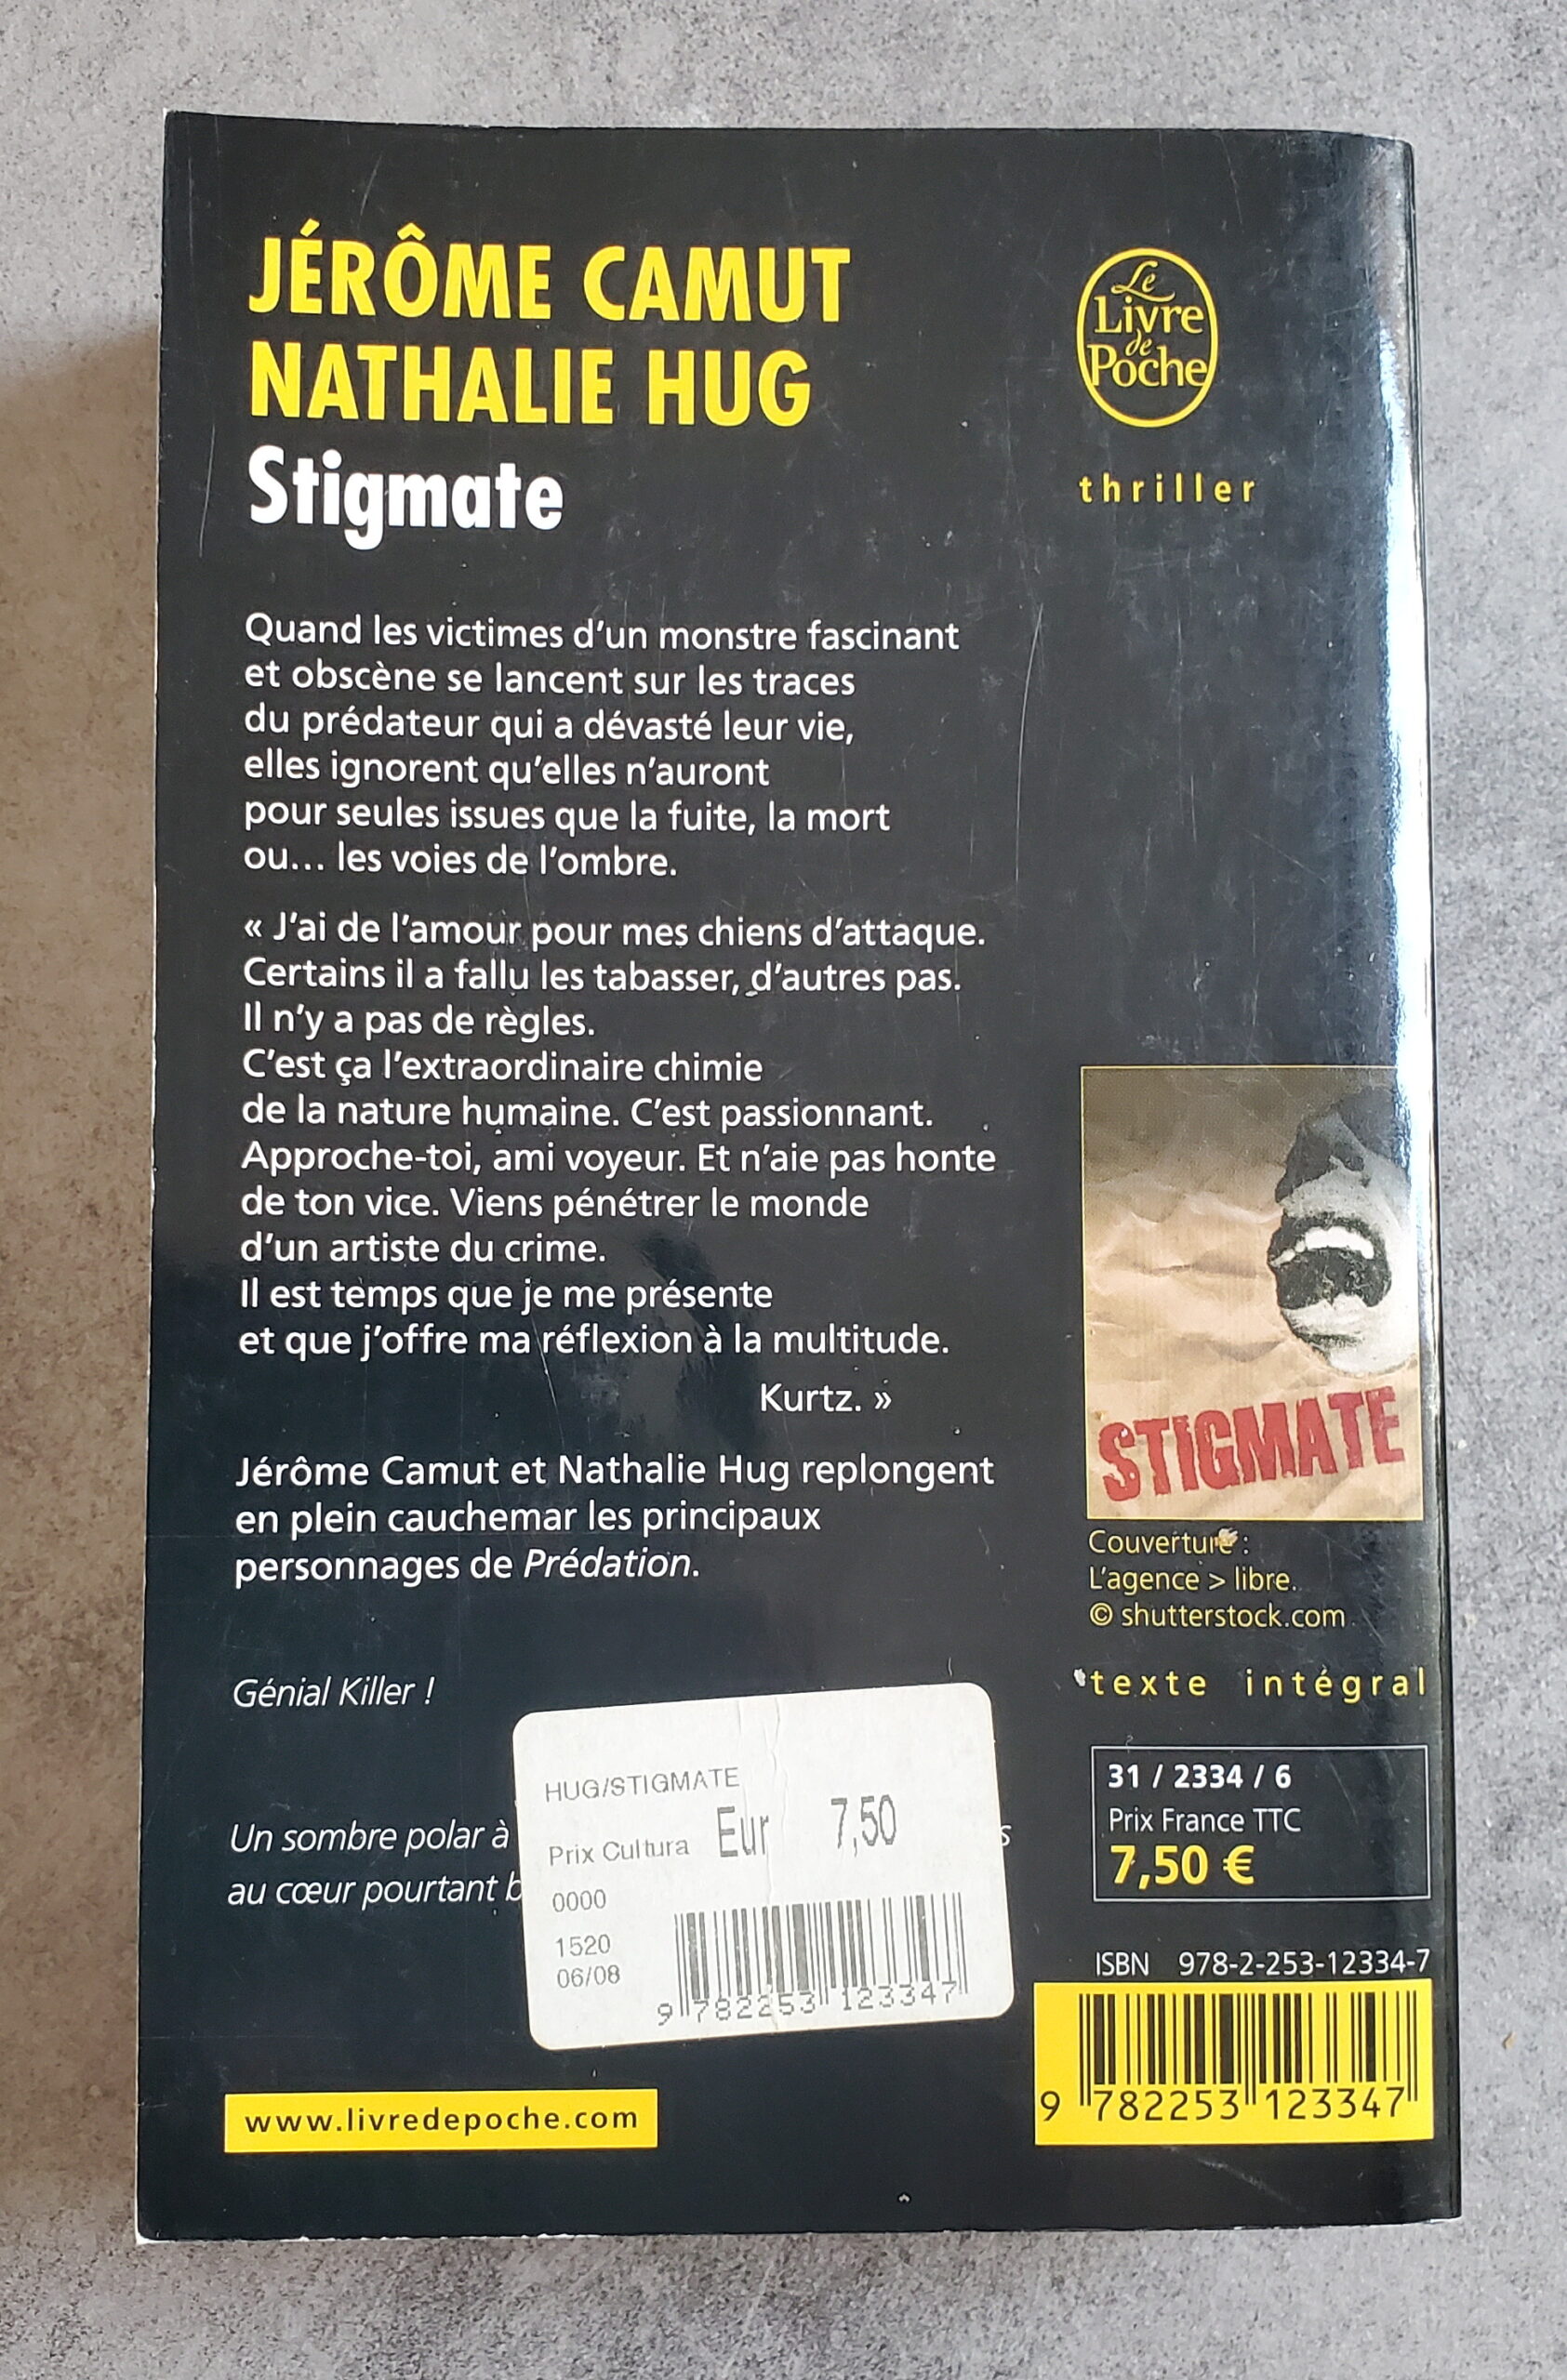 JÉRÔME CAMUT
NATHALIE HUG
Stigmate
Le
Livre
de
Poche
thriller
Quand les victimes d'un monstre fascinant
et obscène se lancent sur les traces
du prédateur qui a dévasté leur vie,
elles ignorent qu'elles n'auront
pour seules issues que la fuite, la mort
ou... les voies de l'ombre.
« J'ai de l'amour pour mes chiens d'attaque.
Certains il a fallu les tabasser, d'autres pas.
Il n'y a pas de règles.
C'est ça l'extraordinaire chimie
de la nature humaine. C'est passionnant.
Approche-toi, ami voyeur. Et n'aie pas honte
de ton vice. Viens pénétrer le monde
d'un artiste du crime.
Il est temps que je me présente
et que j'offre ma réflexion à la multitude.
Kurtz. »
Jérôme Camut et Nathalie Hug replongent
en plein cauchemar les principaux
personnages de Prédation.
Génial Killer !
Un sombre polar à
au cœur pourtant
HUG/STIGMATE
Prix Cultura Eur 7,50
0000
1520
06/08
9 782253 123347
www.livredepoche.com
STIGMATE
Couverture :
L'agence > libre.
© shutterstock.com
texte intégral
31 / 2334 / 6
Prix France TTC
7,50 €
ISBN 978-2-253-12334-7
9 782253 123347